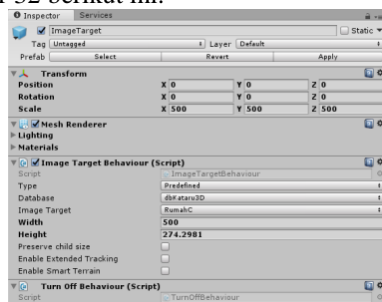 Inspector Services
ImageTarget Static
Tag Untagged Layer Default
Prefab Select Revert Apply
Transform
Position X 0 Y 0 Z 0
Rotation X 0 Y 0 Z 0
Scale X 500 Y 500 Z 500
Mesh Renderer
Lighting
Materials
Image Target Behaviour (Script)
Script ImageTargetBehaviour
Type Predefined
Database dbKataru3D
Image Target RumahC
Width 500
Height 274.2981
Preserve child size
Enable Extended Tracking
Enable Smart Terrain
Turn Off Behaviour (Script)
Script TurnOffBehaviour